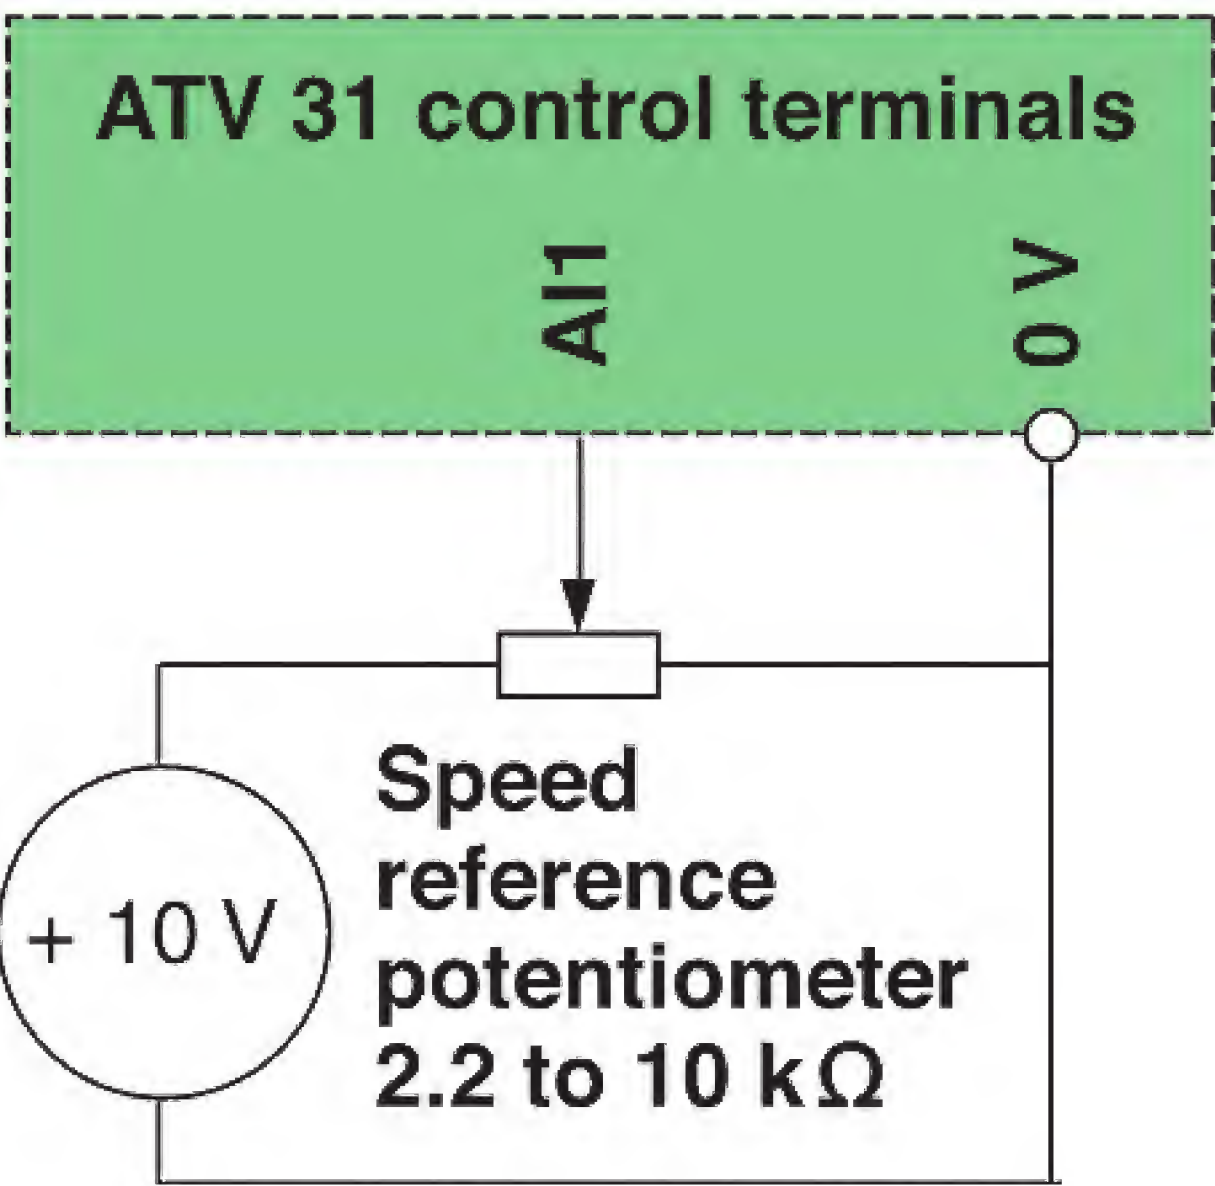 ATV 31 control terminals
AI1
0 V
+ 10 V
Speed
reference
potentiometer
2.2 to 10 kΩ